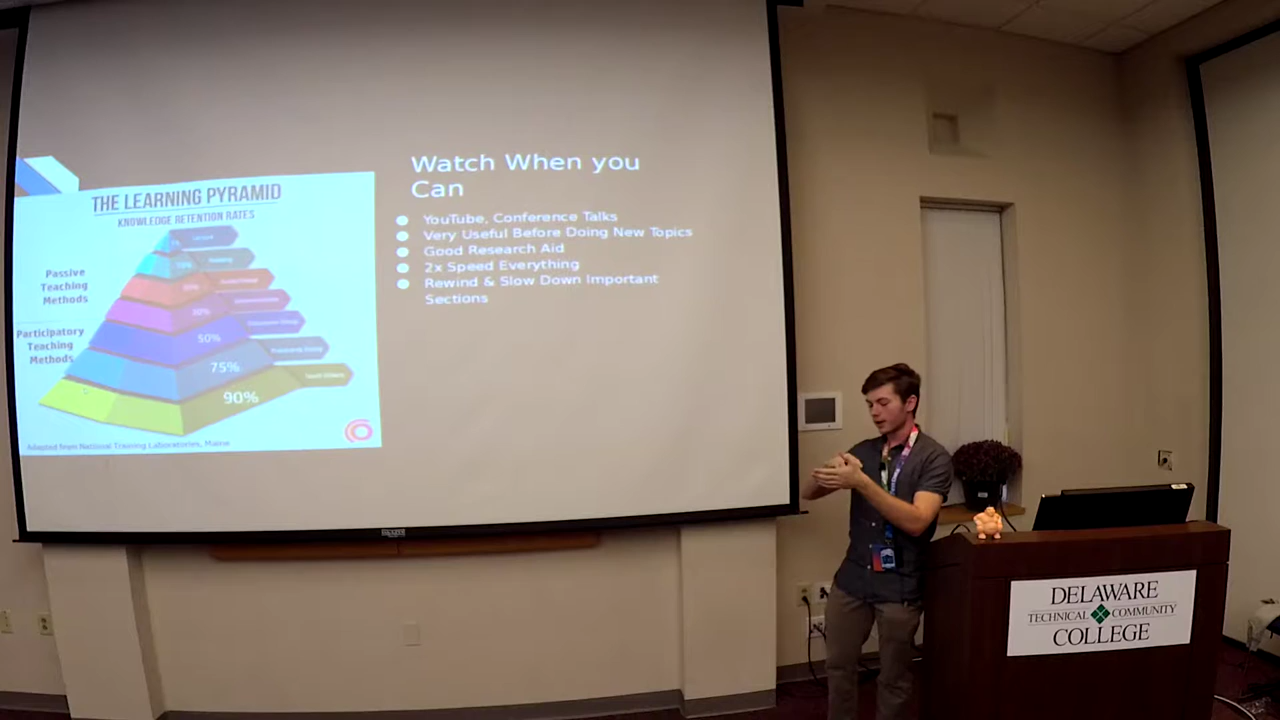 THE LEARNING PYRAMID
KNOWLEDGE RETENTION RATES
Passive
Teaching
Methods
Participatory
Teaching
Methods
30%
50%
75%
90%
Adapted from National Training Laboratories, Maine
Watch When you
Can
YouTube, Conference Talks
Very Useful Before Doing New Topics
Good Research Aid
2x Speed Everything
Rewind & Slow Down Important
Sections
DELAWARE
TECHNICAL COMMUNITY
COLLEGE